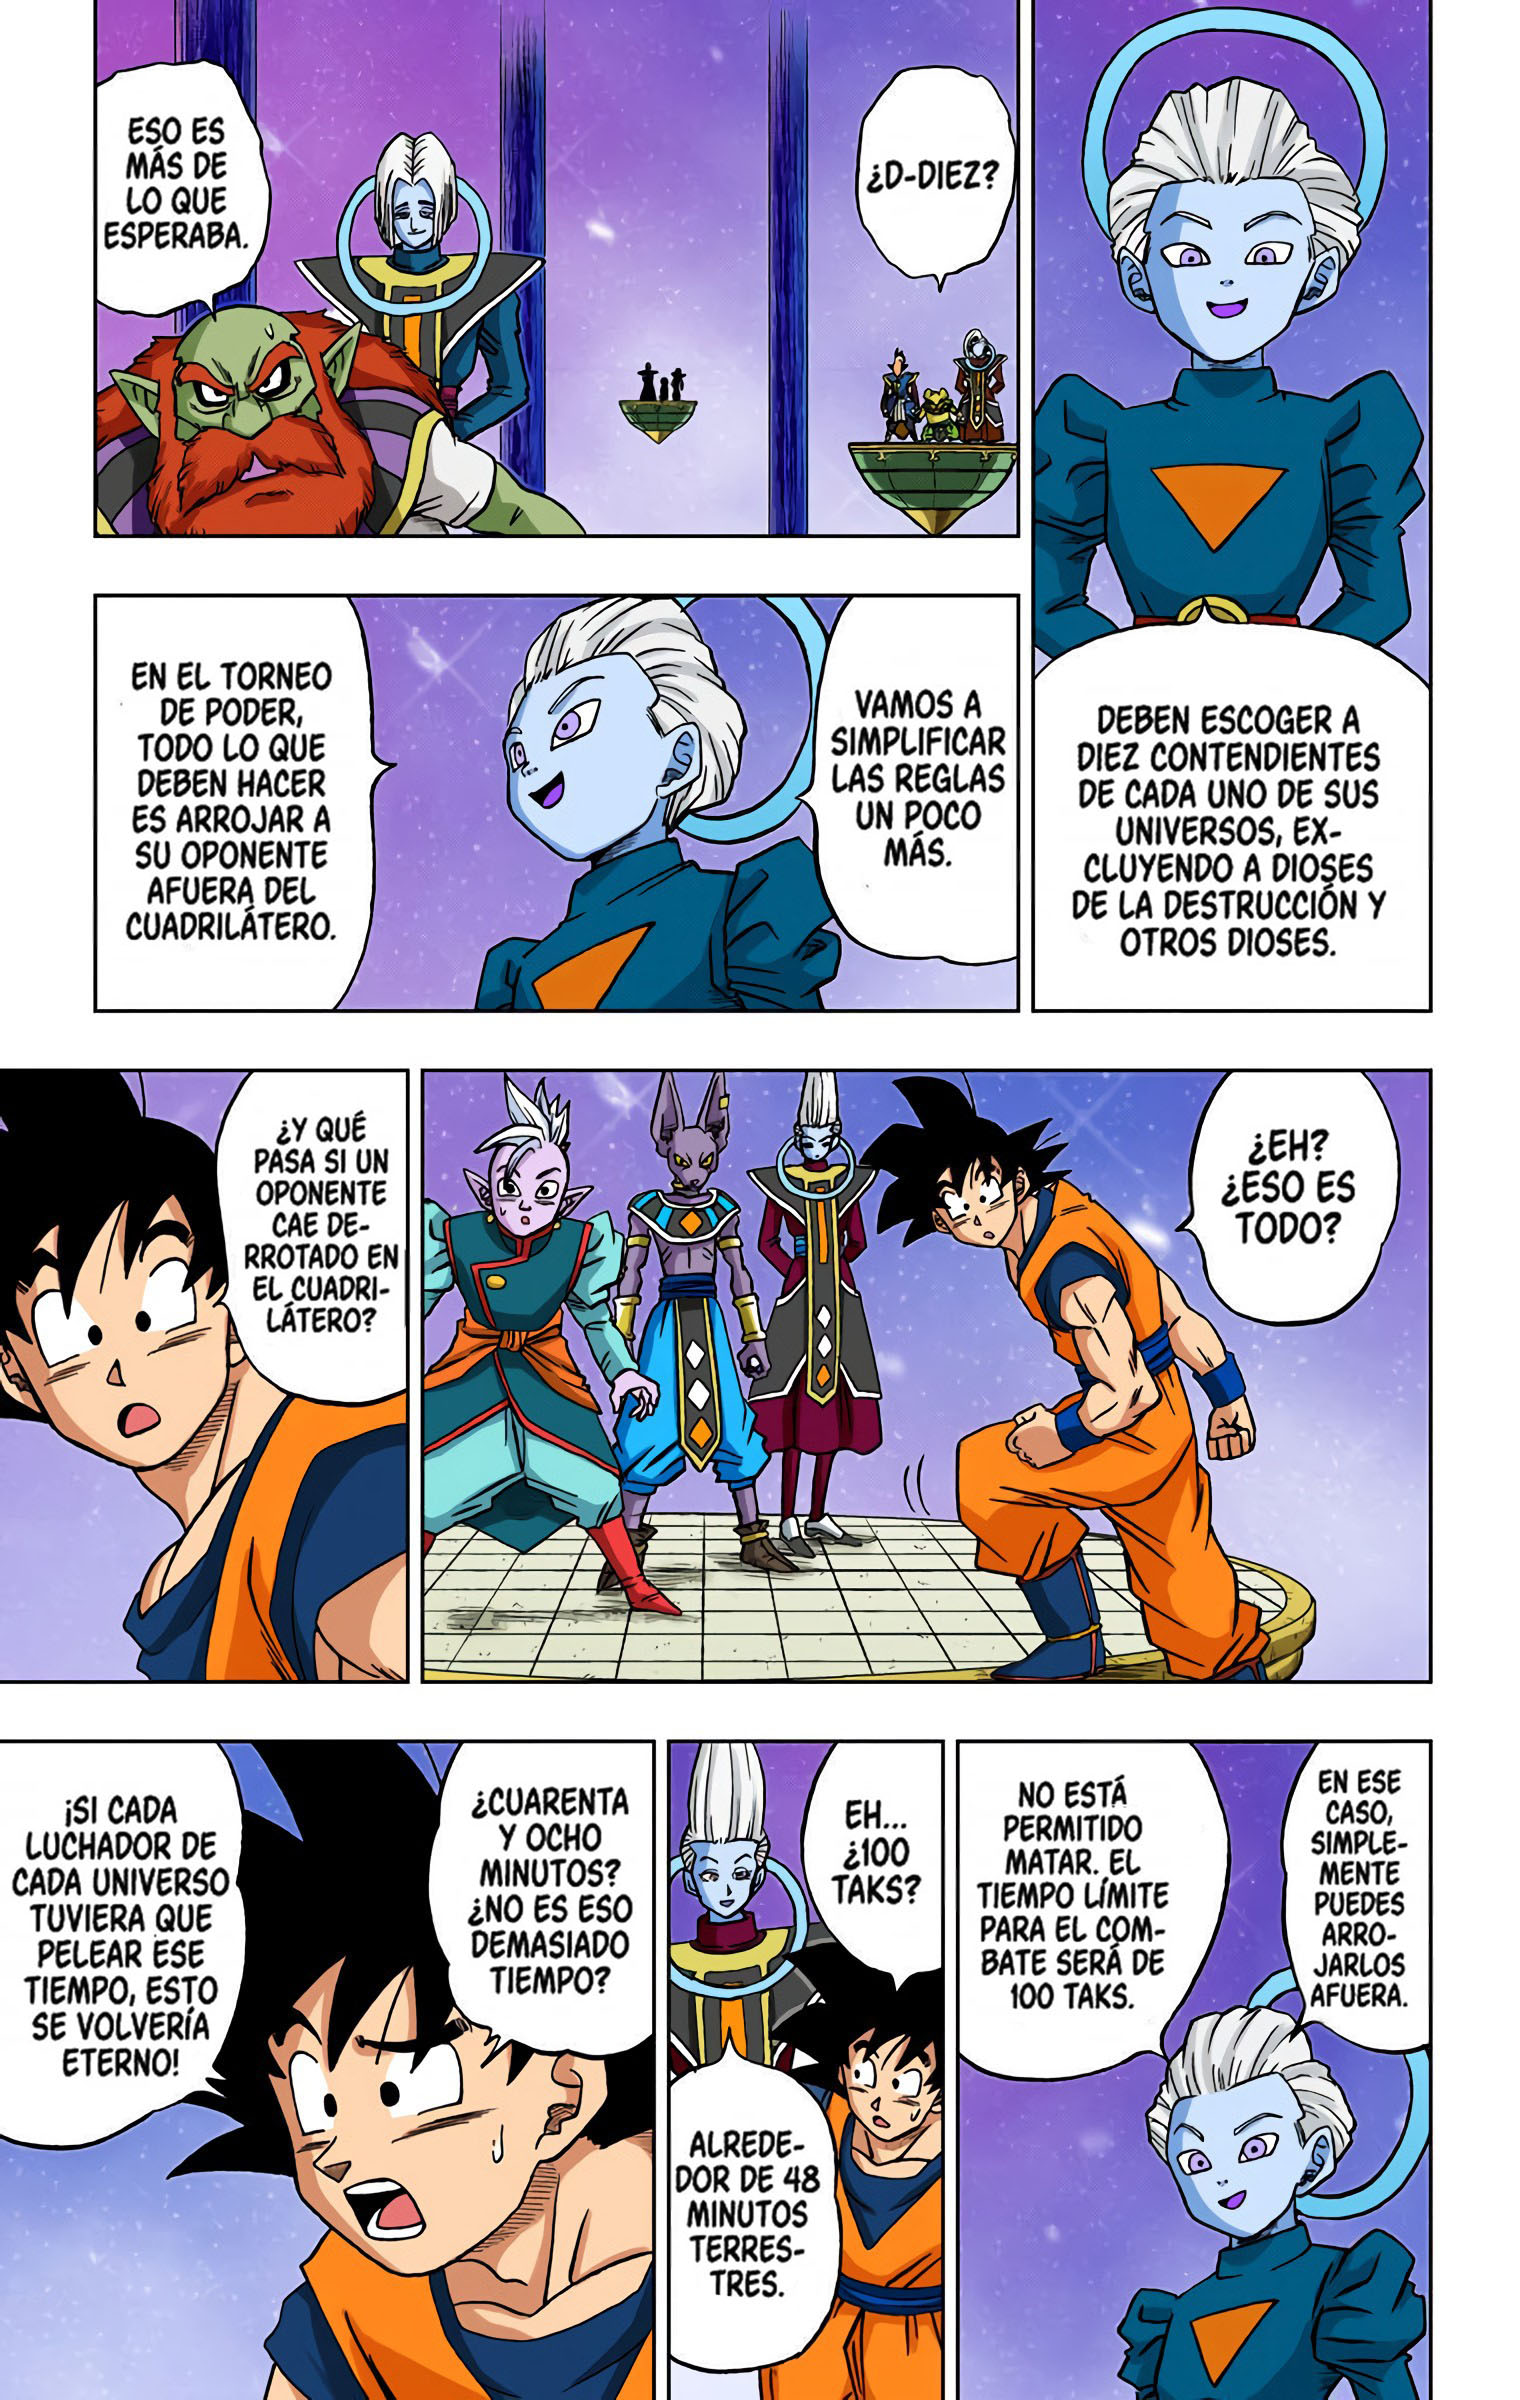 DEBEN ESCOGER A
DIEZ CONTENDIENTES
DE CADA UNO DE SUS
UNIVERSOS, EX-
CLUYENDO A DIOSES
DE LA DESTRUCCIÓN Y
OTROS DIOSES.
¿D-DIEZ?
ESO ES
MÁS DE
LO QUE
ESPERABA.
VAMOS A
SIMPLIFICAR
LAS REGLAS
UN POCO
MÁS.
EN EL TORNEO
DE PODER,
TODO LO QUE
DEBEN HACER
ES ARROJAR A
SU OPONENTE
AFUERA DEL
CUADRILÁTERO.
¿EH?
¿ESO ES
TODO?
¿Y QUÉ
PASA SI UN
OPONENTE
CAE DE-
RROTADO EN
EL CUADRI-
LÁTERO?
EN ESE
CASO,
SIMPLE-
MENTE
PUEDES
ARRO-
JARLOS
AFUERA.
NO ESTÁ
PERMITIDO
MATAR. EL
TIEMPO LÍMITE
PARA EL COM-
BATE SERÁ DE
100 TAKS.
EH...
¿100
TAKS?
ALREDE-
DOR DE 48
MINUTOS
TERRES-
TRES.
¿CUARENTA
Y OCHO
MINUTOS?
¿NO ES ESO
DEMASIADO
TIEMPO?
¡SI CADA
LUCHADOR DE
CADA UNIVERSO
TUVIERA QUE
PELEAR ESE
TIEMPO, ESTO
SE VOLVERÍA
ETERNO!